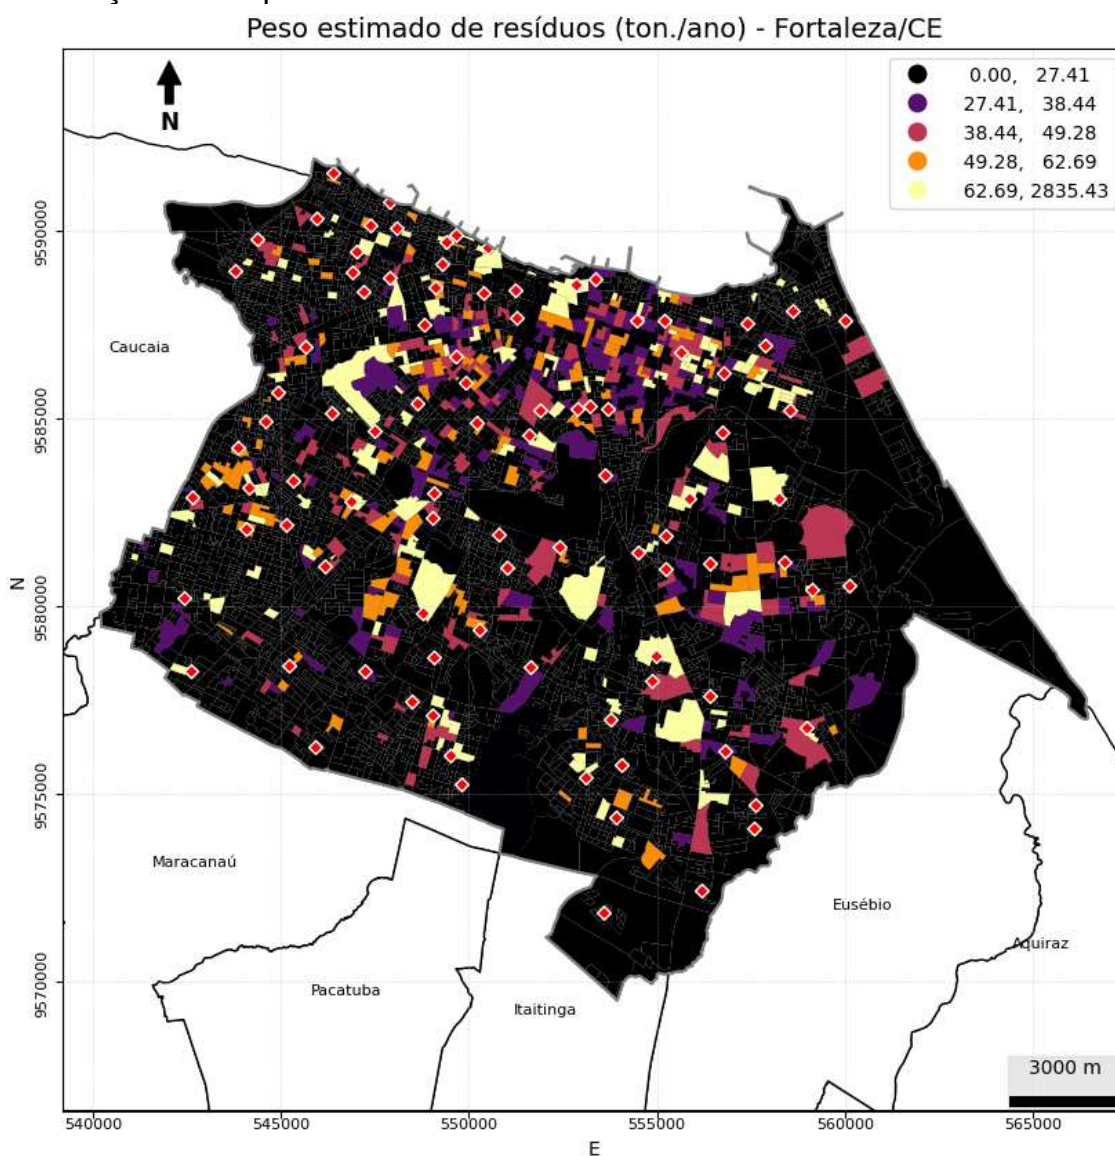 Peso estimado de resíduos (ton./ano) - Fortaleza/CE
N
0.00, 27.41
27.41, 38.44
38.44, 49.28
49.28, 62.69
62.69, 2835.43
9590000
9585000
9580000
9575000
9570000
N
Caucaia
Maracanaú
Pacatuba
Itaitinga
Eusébio
Aquiraz
3000 m
540000 545000 550000 555000 560000 565000
E